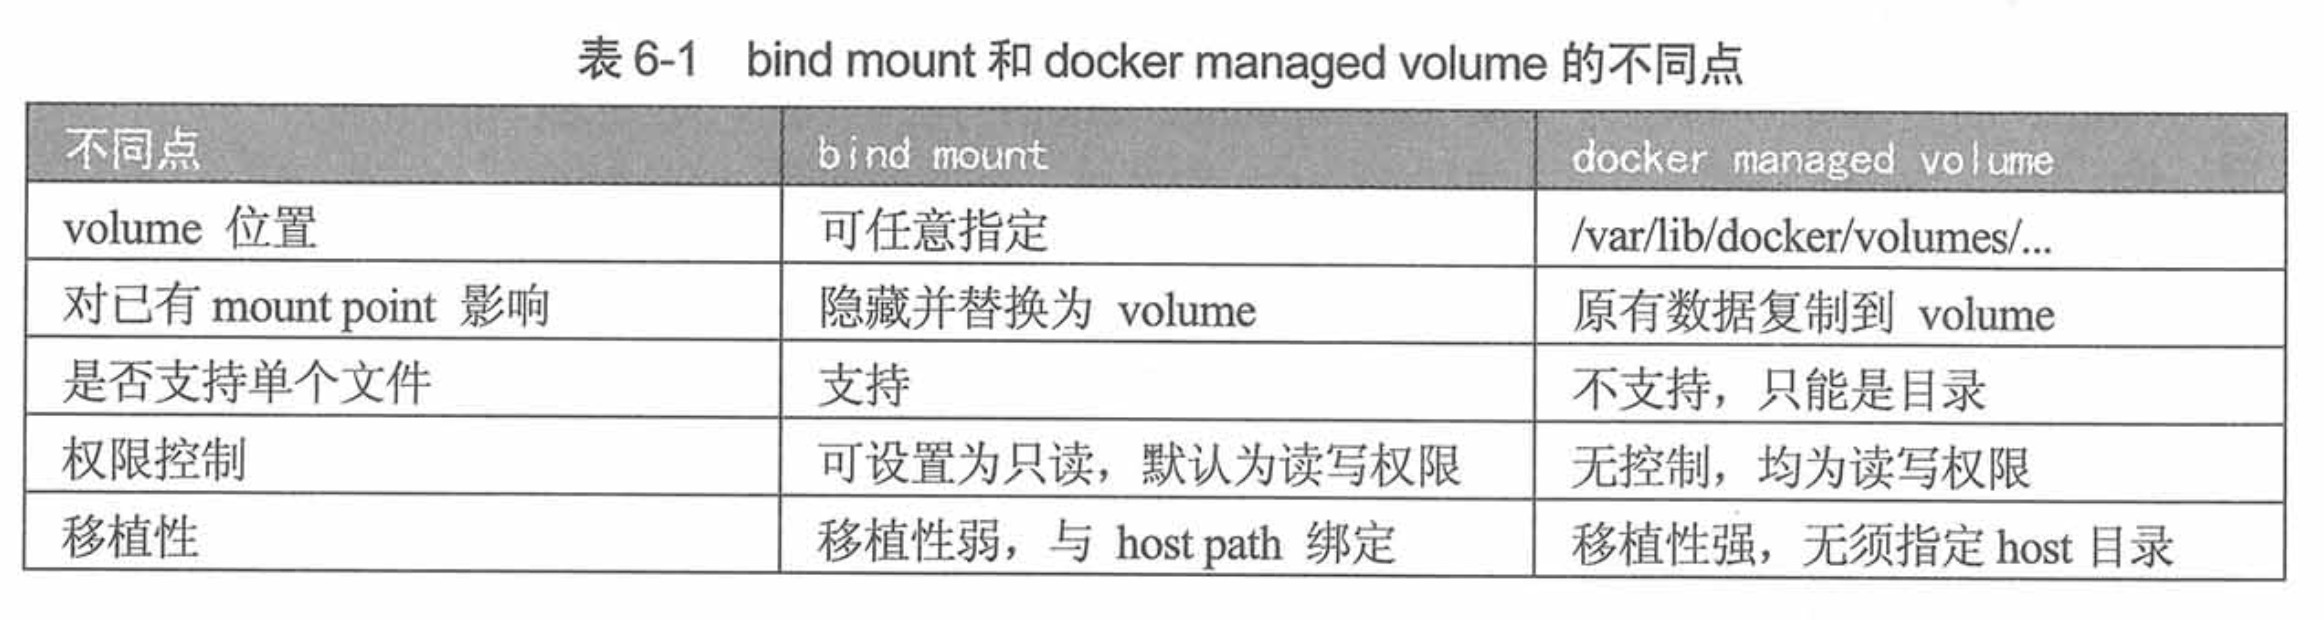 表 6-1 bind mount 和 docker managed volume 的不同点
不同点 bind mount docker managed volume
volume 位置 可任意指定 /var/lib/docker/volumes/...
对已有 mount point 影响 隐藏并替换为 volume 原有数据复制到 volume
是否支持单个文件 支持 不支持，只能是目录
权限控制 可设置为只读，默认为读写权限 无控制，均为读写权限
移植性 移植性弱，与 host path 绑定 移植性强，无须指定 host 目录